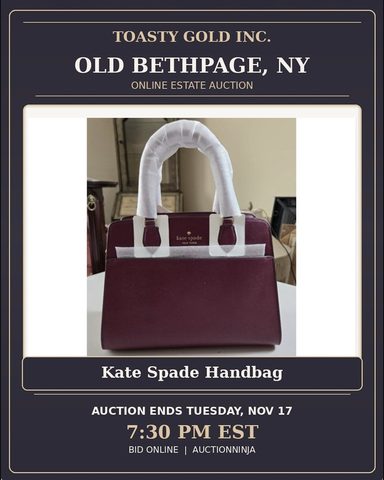 TOASTY GOLD INC.
OLD BETHPAGE, NY
ONLINE ESTATE AUCTION
kate spade
NEW YORK
Kate Spade Handbag
AUCTION ENDS TUESDAY, NOV 17
7:30 PM EST
BID ONLINE | AUCTIONNINJA